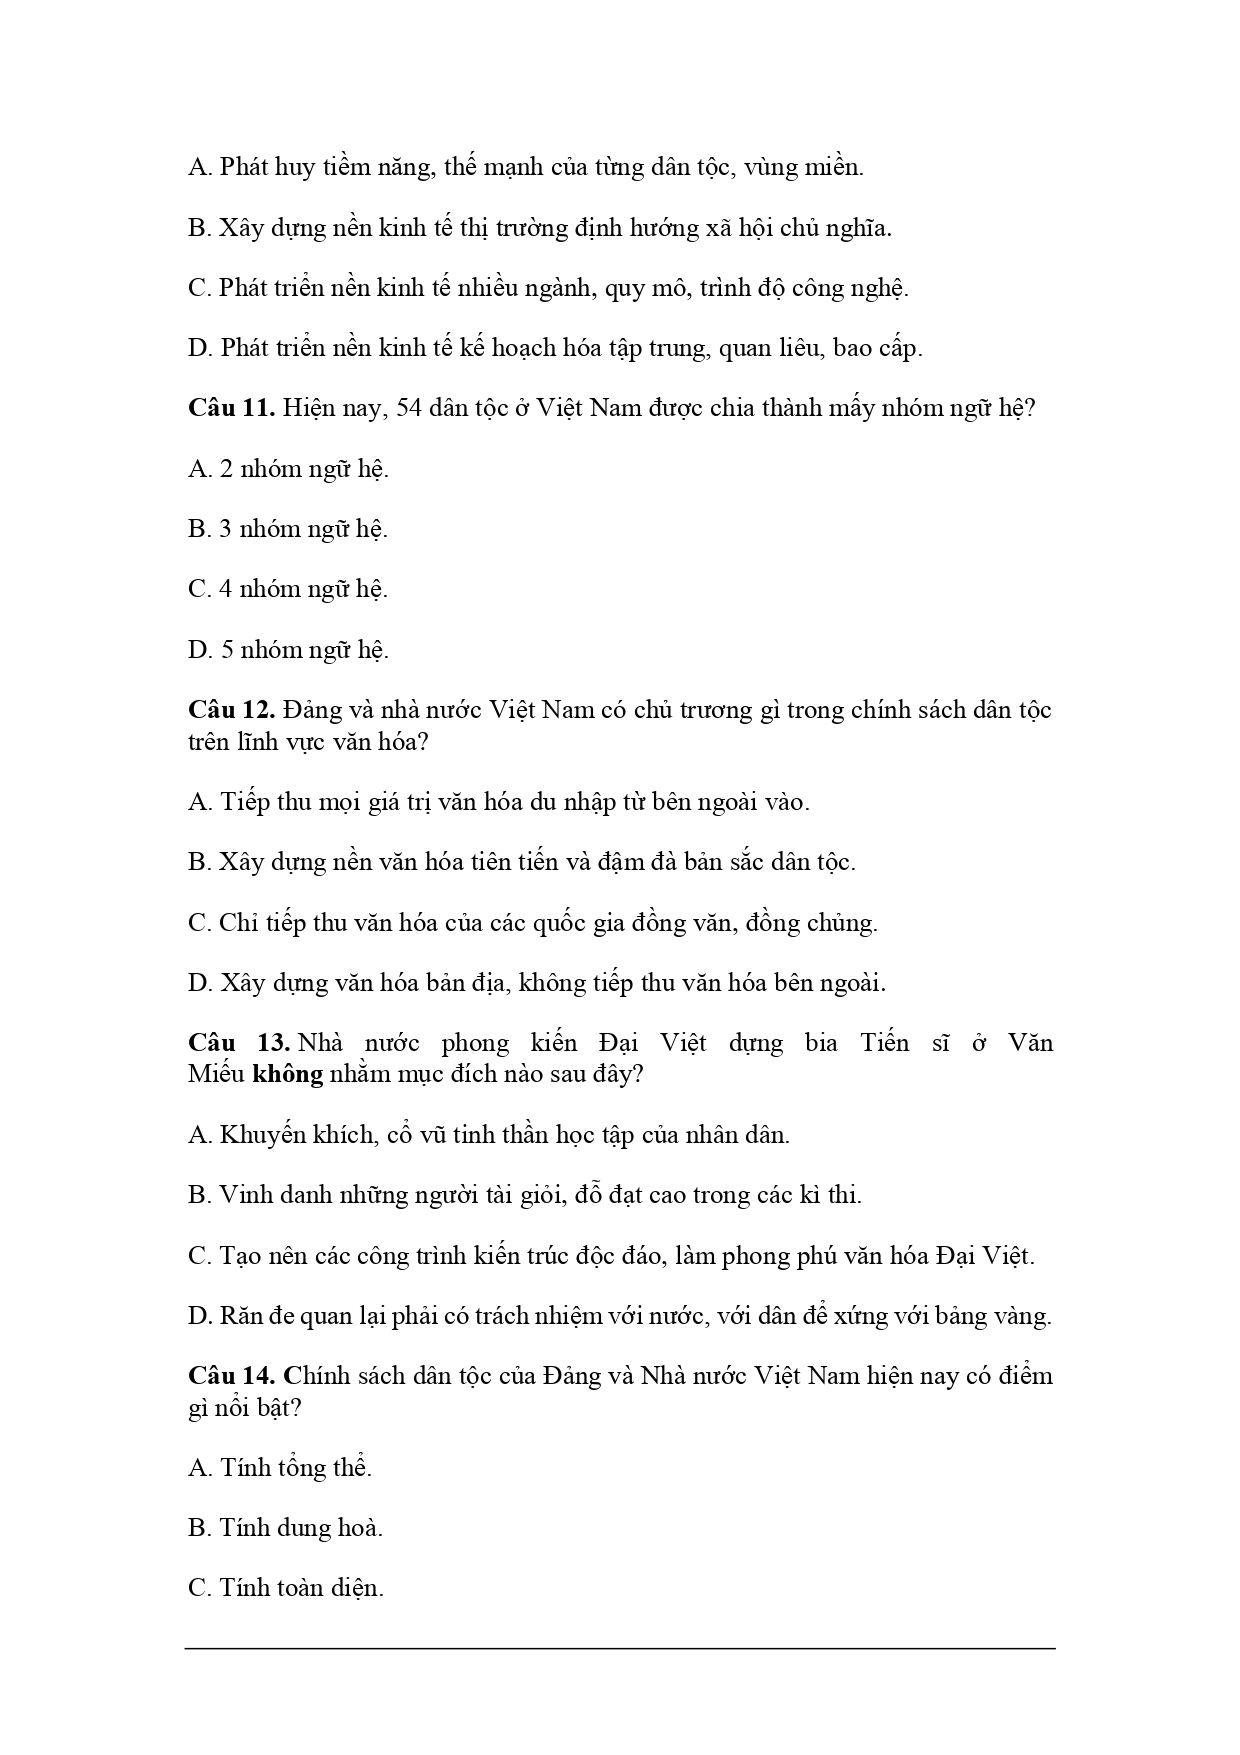 A. Phát huy tiềm năng, thế mạnh của từng dân tộc, vùng miền.
B. Xây dựng nền kinh tế thị trường định hướng xã hội chủ nghĩa.
C. Phát triển nền kinh tế nhiều ngành, quy mô, trình độ công nghệ.
D. Phát triển nền kinh tế kế hoạch hóa tập trung, quan liêu, bao cấp.
Câu 11. Hiện nay, 54 dân tộc ở Việt Nam được chia thành mấy nhóm ngữ hệ?
A. 2 nhóm ngữ hệ.
B. 3 nhóm ngữ hệ.
C. 4 nhóm ngữ hệ.
D. 5 nhóm ngữ hệ.
Câu 12. Đảng và nhà nước Việt Nam có chủ trương gì trong chính sách dân tộc
trên lĩnh vực văn hóa?
A. Tiếp thu mọi giá trị văn hóa du nhập từ bên ngoài vào.
B. Xây dựng nền văn hóa tiên tiến và đậm đà bản sắc dân tộc.
C. Chỉ tiếp thu văn hóa của các quốc gia đồng văn, đồng chủng.
D. Xây dựng văn hóa bản địa, không tiếp thu văn hóa bên ngoài.
Câu 13. Nhà nước phong kiến Đại Việt dựng bia Tiến sĩ ở Văn
Miếu không nhằm mục đích nào sau đây?
A. Khuyến khích, cổ vũ tinh thần học tập của nhân dân.
B. Vinh danh những người tài giỏi, đỗ đạt cao trong các kì thi.
C. Tạo nên các công trình kiến trúc độc đáo, làm phong phú văn hóa Đại Việt.
D. Răn đe quan lại phải có trách nhiệm với nước, với dân để xứng với bảng vàng.
Câu 14. Chính sách dân tộc của Đảng và Nhà nước Việt Nam hiện nay có điểm
gì nổi bật?
A. Tính tổng thể.
B. Tính dung hoà.
C. Tính toàn diện.